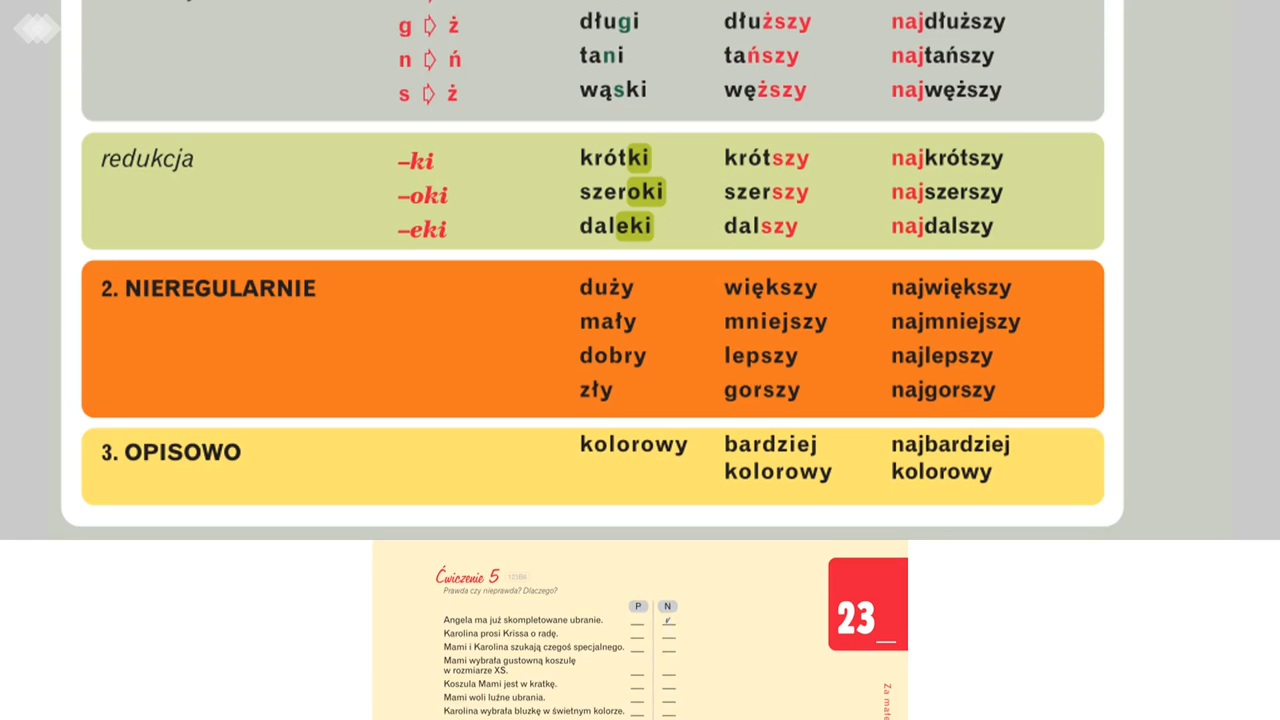 g ⇨ ż długi dłuższy najdłuższy
n ⇨ ń tani tańszy najtańszy
s ⇨ ż wąski węższy najwęższy
redukcja –ki krótki krótszy najkrótszy
–oki szeroki szerszy najszerszy
–eki daleki dalszy najdalszy
2. NIEREGULARNIE duży większy największy
mały mniejszy najmniejszy
dobry lepszy najlepszy
zły gorszy najgorszy
3. OPISOWO kolorowy bardziej najbardziej
kolorowy kolorowy
Ćwiczenie 5
Prawda czy nieprawda? Dlaczego?
P N
Angela ma już skompletowane ubranie.
Karolina prosi Krissa o radę.
Mami i Karolina szukają czegoś specjalnego.
Mami wybrała gustowną koszulę
w rozmiarze XS.
Koszula Mami jest w kratkę.
Mami woli luźne ubrania.
Karolina wybrała bluzkę w świetnym kolorze.
23
Za małe